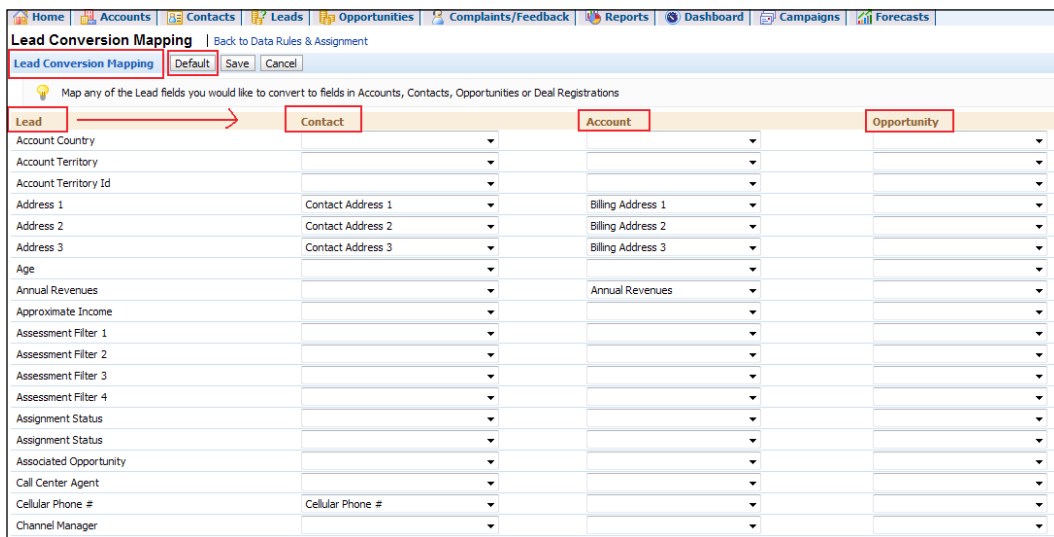 Home Accounts Contacts Leads Opportunities Complaints/Feedback Reports Dashboard Campaigns Forecasts
Lead Conversion Mapping | Back to Data Rules & Assignment
Lead Conversion Mapping Default Save Cancel
Map any of the Lead fields you would like to convert to fields in Accounts, Contacts, Opportunities or Deal Registrations
Lead Contact Account Opportunity
Account Country
Account Territory
Account Territory Id
Address 1 Contact Address 1 Billing Address 1
Address 2 Contact Address 2 Billing Address 2
Address 3 Contact Address 3 Billing Address 3
Age
Annual Revenues Annual Revenues
Approximate Income
Assessment Filter 1
Assessment Filter 2
Assessment Filter 3
Assessment Filter 4
Assignment Status
Assignment Status
Associated Opportunity
Call Center Agent
Cellular Phone # Cellular Phone #
Channel Manager